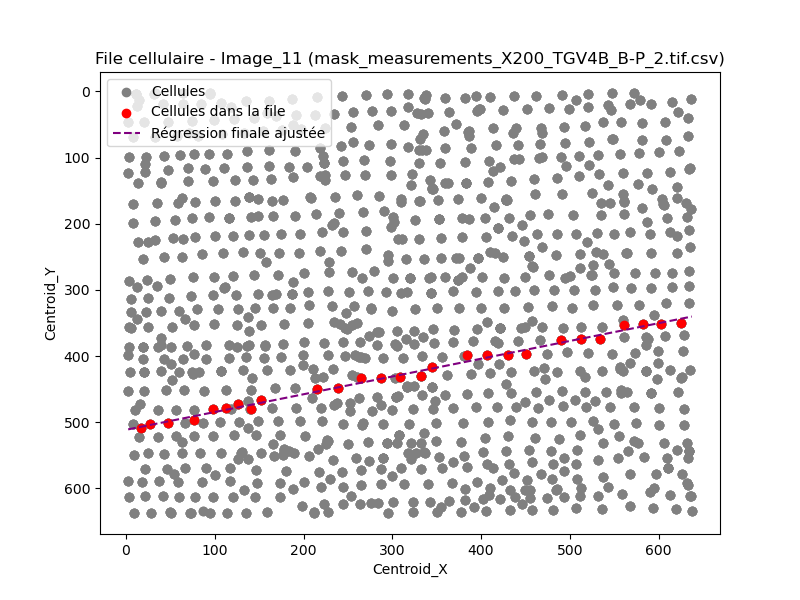 File cellulaire - Image_11 (mask_measurements_X200_TGV4B_B-P_2.tif.csv)
Cellules
Cellules dans la file
Régression finale ajustée
Centroid_Y
0
100
200
300
400
500
600
0 100 200 300 400 500 600
Centroid_X